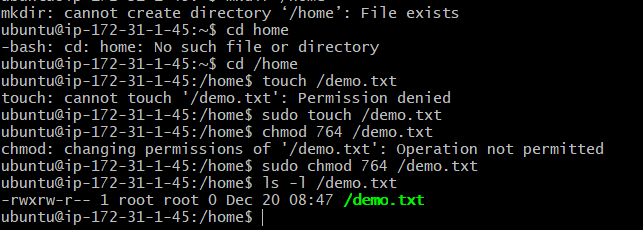 mkdir: cannot create directory ‘/home’: File exists
ubuntu@ip-172-31-1-45:~$ cd home
-bash: cd: home: No such file or directory
ubuntu@ip-172-31-1-45:~$ cd /home
ubuntu@ip-172-31-1-45:/home$ touch /demo.txt
touch: cannot touch '/demo.txt': Permission denied
ubuntu@ip-172-31-1-45:/home$ sudo touch /demo.txt
ubuntu@ip-172-31-1-45:/home$ chmod 764 /demo.txt
chmod: changing permissions of '/demo.txt': Operation not permitted
ubuntu@ip-172-31-1-45:/home$ sudo chmod 764 /demo.txt
ubuntu@ip-172-31-1-45:/home$ ls -l /demo.txt
-rwxrw-r-- 1 root root 0 Dec 20 08:47 /demo.txt
ubuntu@ip-172-31-1-45:/home$